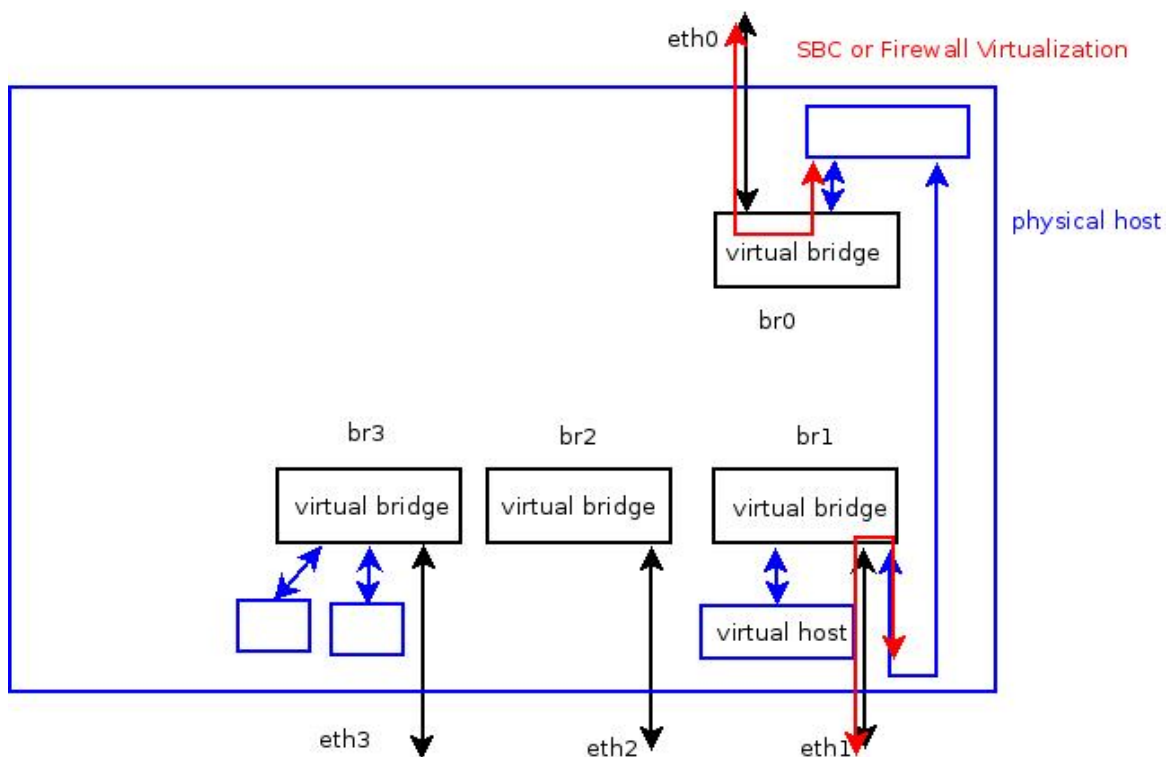 eth0
SBC or Firewall Virtualization
physical host
virtual bridge
br0
br3
br2
br1
virtual bridge
virtual bridge
virtual bridge
virtual host
eth3
eth2
eth1